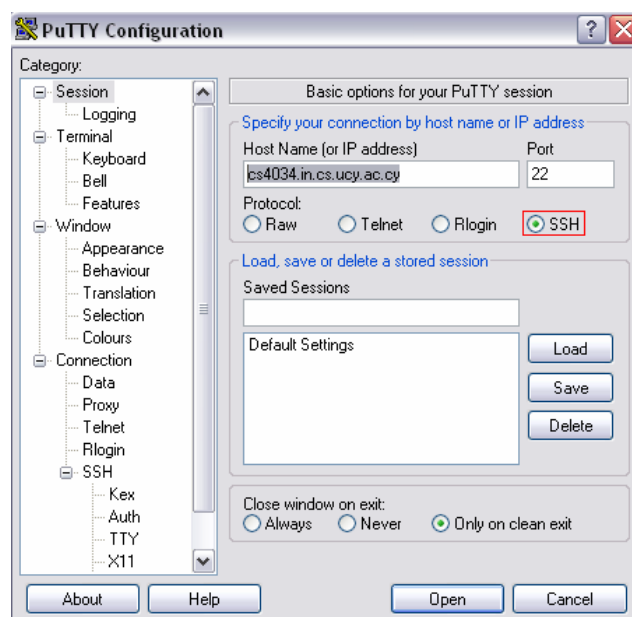 PuTTY Configuration
Category:
Session
Logging
Terminal
Keyboard
Bell
Features
Window
Appearance
Behaviour
Translation
Selection
Colours
Connection
Data
Proxy
Telnet
Rlogin
SSH
Kex
Auth
TTY
X11
Basic options for your PuTTY session
Specify your connection by host name or IP address
Host Name (or IP address) Port
cs4034.in.cs.ucy.ac.cy 22
Protocol:
Raw Telnet Rlogin SSH
Load, save or delete a stored session
Saved Sessions
Default Settings
Load
Save
Delete
Close window on exit:
Always Never Only on clean exit
About Help Open Cancel